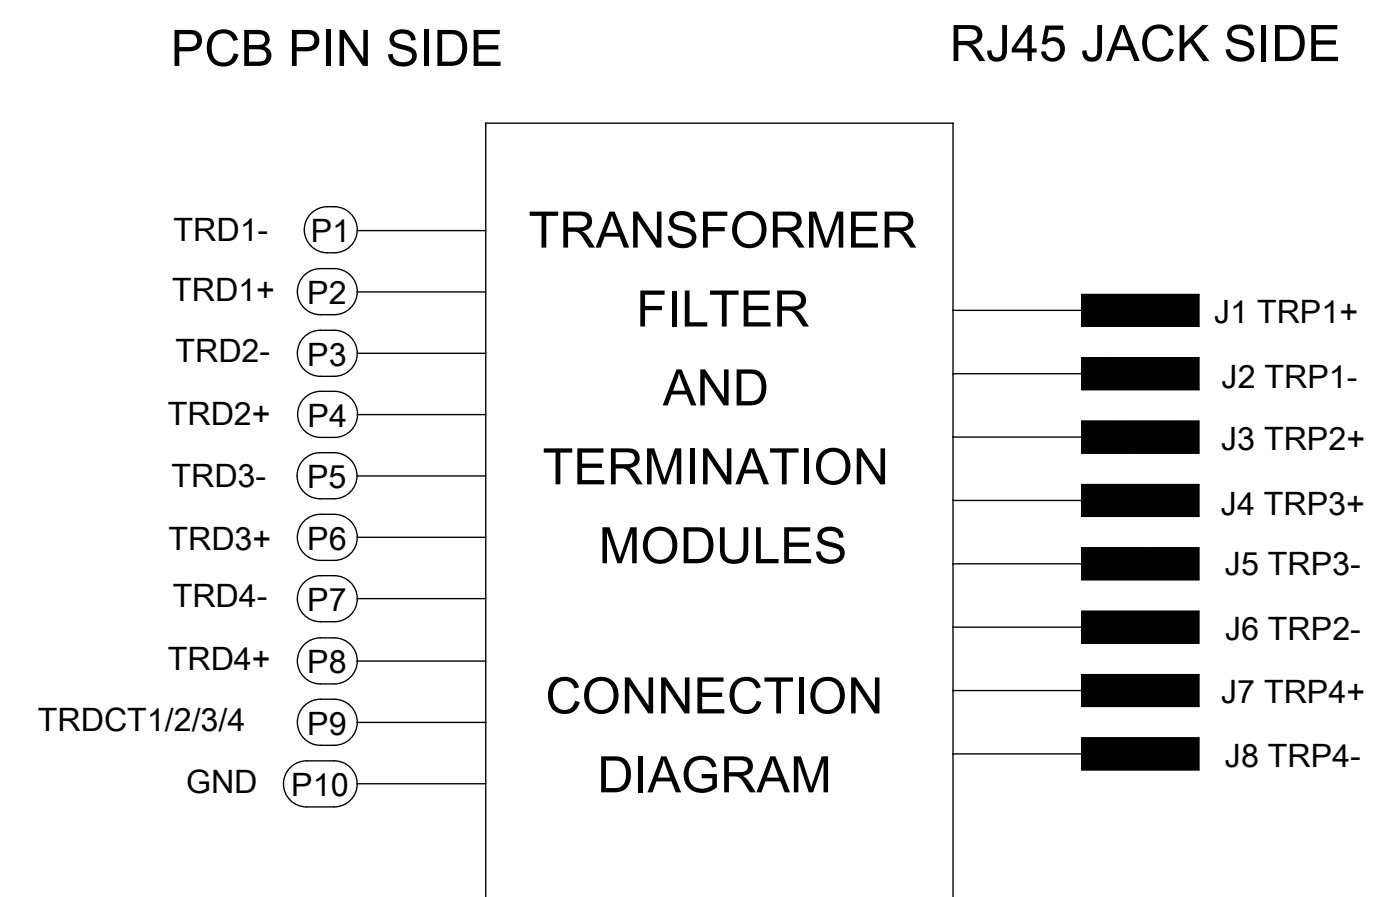 PCB PIN SIDE
RJ45 JACK SIDE
TRD1- P1
TRD1+ P2
TRD2- P3
TRD2+ P4
TRD3- P5
TRD3+ P6
TRD4- P7
TRD4+ P8
TRDCT1/2/3/4 P9
GND P10
TRANSFORMER
FILTER
AND
TERMINATION
MODULES
CONNECTION
DIAGRAM
J1 TRP1+
J2 TRP1-
J3 TRP2+
J4 TRP3+
J5 TRP3-
J6 TRP2-
J7 TRP4+
J8 TRP4-